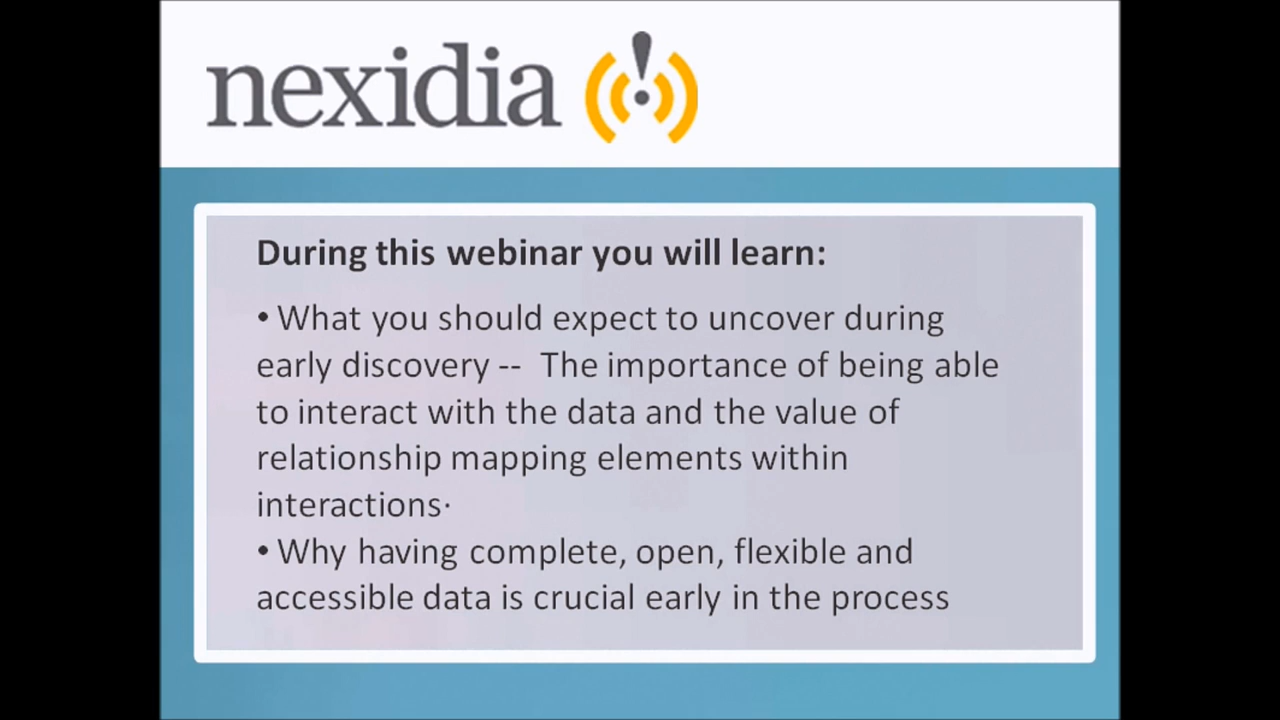 nexidia
During this webinar you will learn:
• What you should expect to uncover during
early discovery -- The importance of being able
to interact with the data and the value of
relationship mapping elements within
interactions·
• Why having complete, open, flexible and
accessible data is crucial early in the process